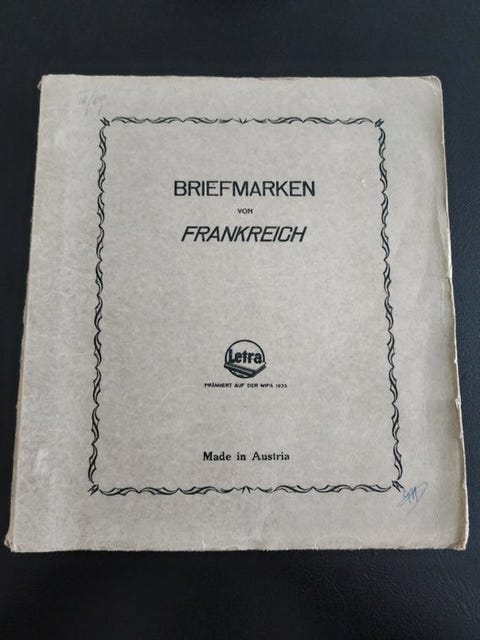 BRIEFMARKEN
VON
FRANKREICH
Letra
PRÄMIIERT AUF DER WIPA 1933
Made in Austria